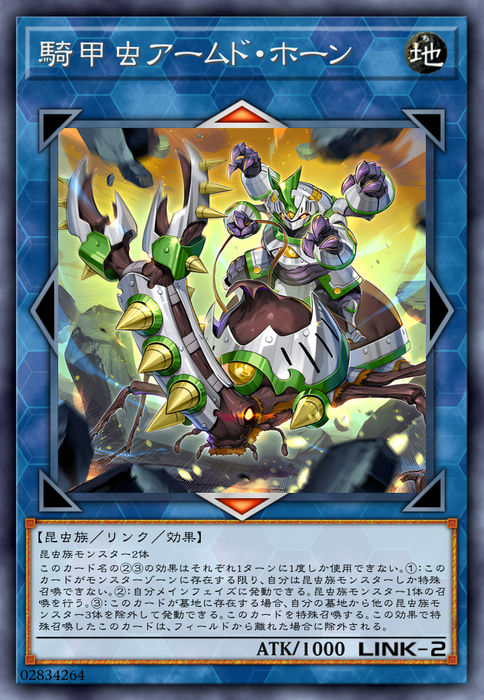 騎甲虫アームド・ホーン
ち
地
【昆虫族／リンク／効果】
昆虫族モンスター2体
このカード名の②③の効果はそれぞれ1ターンに1度しか使用できない。①：この
カードがモンスターゾーンに存在する限り、自分は昆虫族モンスターしか特殊
召喚できない。②：自分メインフェイズに発動できる。昆虫族モンスター1体の召
喚を行う。③：このカードが墓地に存在する場合、自分の墓地から他の昆虫族モ
ンスター3体を除外して発動できる。このカードを特殊召喚する。この効果で特
殊召喚したこのカードは、フィールドから離れた場合に除外される。
ATK/1000 LINK-2
02834264